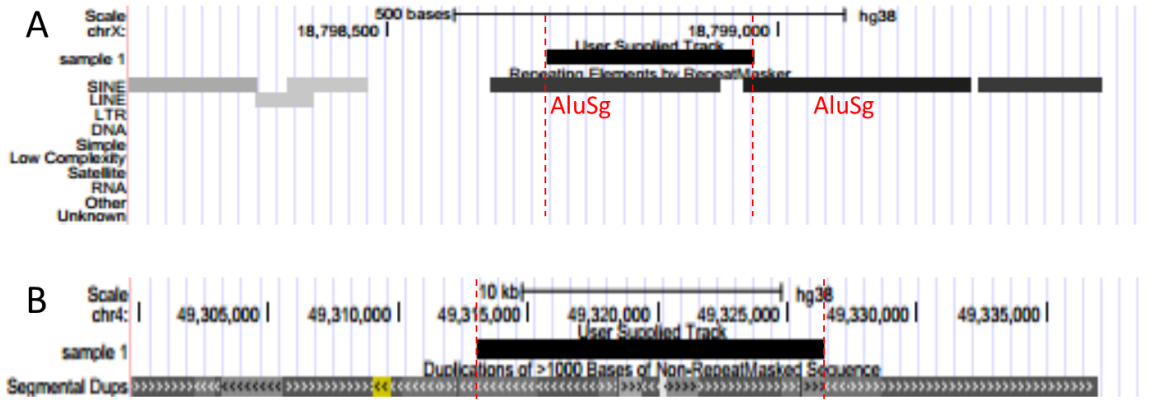 A
Scale 500 bases hg38
chrX: 18,798,500 18,799,000
User Supplied Track
sample 1
Repeating Elements by RepeatMasker
SINE
LINE
AluSg AluSg
LTR
DNA
Simple
Low Complexity
Satellite
RNA
Other
Unknown
B
Scale 10 kb hg38
chr4: 49,305,000 49,310,000 49,315,000 49,320,000 49,325,000 49,330,000 49,335,000
User Supplied Track
sample 1
Duplications of >1000 Bases of Non-RepeatMasked Sequence
Segmental Dups